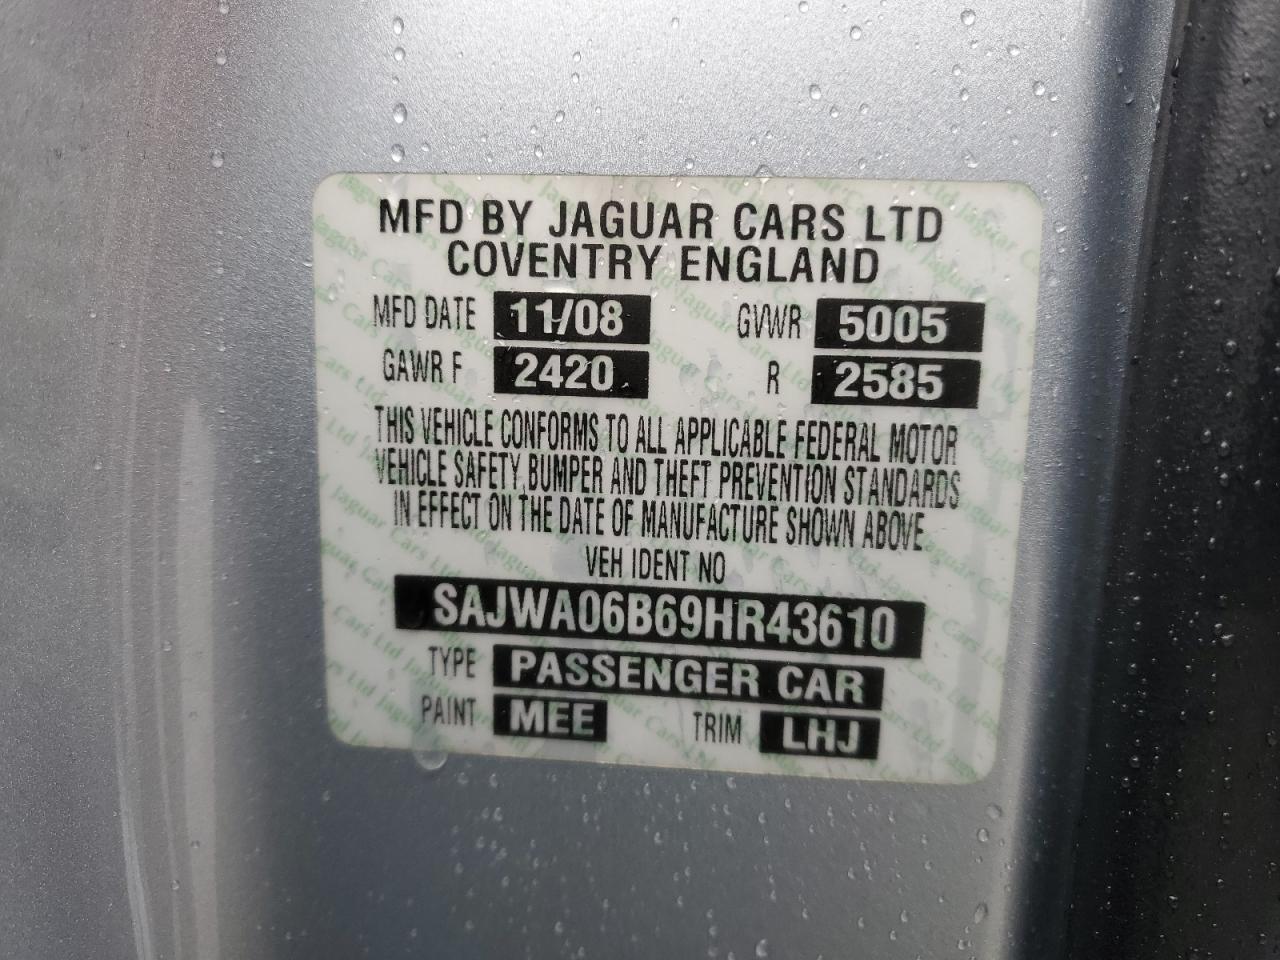 MFD BY JAGUAR CARS LTD
COVENTRY ENGLAND
MFD DATE 11/08 GVWR 5005
GAWR F 2420 R 2585
THIS VEHICLE CONFORMS TO ALL APPLICABLE FEDERAL MOTOR
VEHICLE SAFETY, BUMPER AND THEFT PREVENTION STANDARDS
IN EFFECT ON THE DATE OF MANUFACTURE SHOWN ABOVE
VEH IDENT NO
SAJWA06B69HR43610
TYPE PASSENGER CAR
PAINT MEE TRIM LHJ